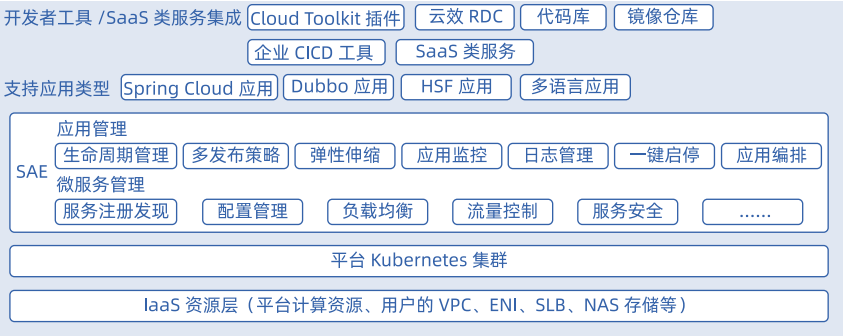 开发者工具 /SaaS 类服务集成 Cloud Toolkit 插件 云效 RDC 代码库 镜像仓库
企业 CICD 工具 SaaS 类服务
支持应用类型 Spring Cloud 应用 Dubbo 应用 HSF 应用 多语言应用
应用管理
生命周期管理 多发布策略 弹性伸缩 应用监控 日志管理 一键启停 应用编排
SAE
微服务管理
服务注册发现 配置管理 负载均衡 流量控制 服务安全 ......
平台 Kubernetes 集群
IaaS 资源层（平台计算资源、用户的 VPC、ENI、SLB、NAS 存储等）